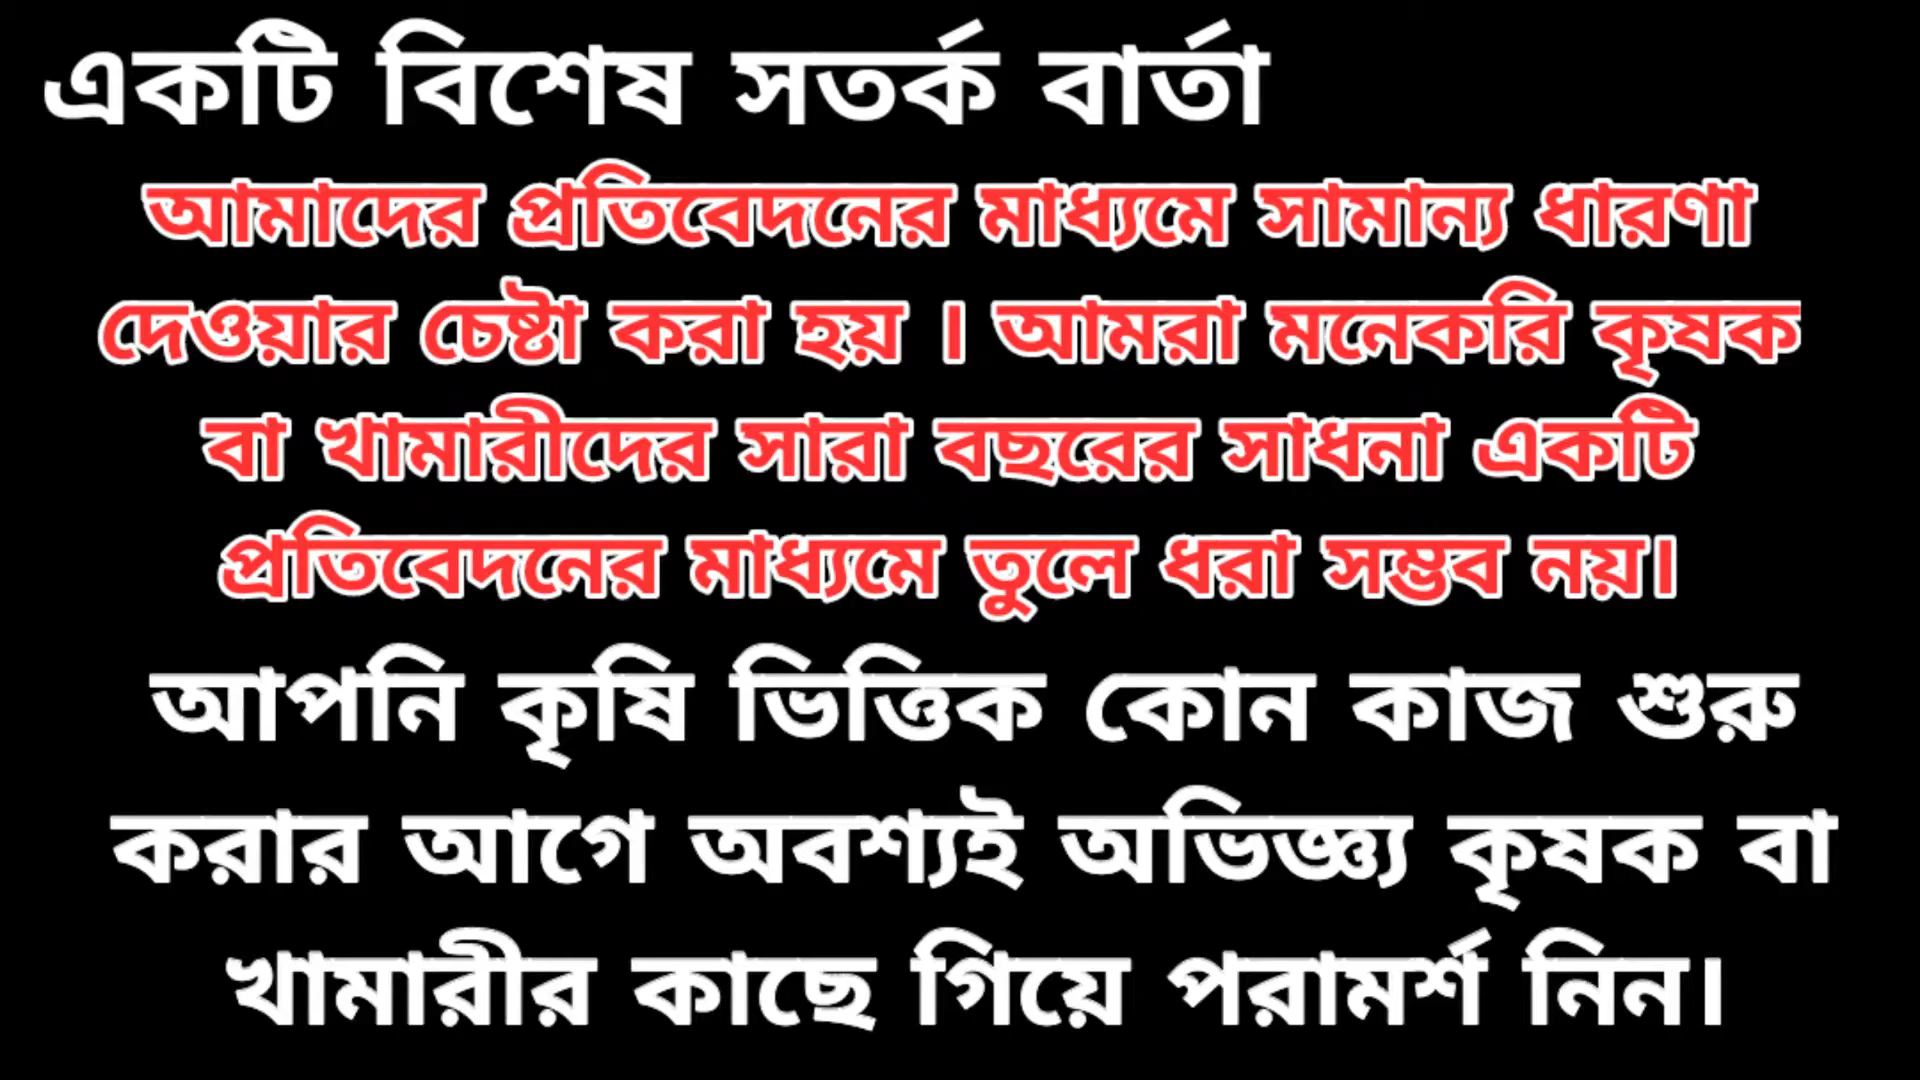 একটি বিশেষ সতর্ক বার্তা
আমাদের প্রতিবেদনের মাধ্যমে সামান্য ধারণা
দেওয়ার চেষ্টা করা হয় । আমরা মনেকরি কৃষক
বা খামারীদের সারা বছরের সাধনা একটি
প্রতিবেদনের মাধ্যমে তুলে ধরা সম্ভব নয়।
আপনি কৃষি ভিত্তিক কোন কাজ শুরু
করার আগে অবশ্যই অভিজ্ঞ্য কৃষক বা
খামারীর কাছে গিয়ে পরামর্শ নিন।